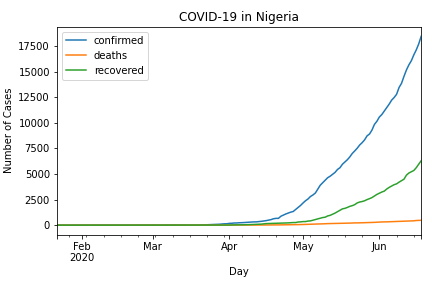 COVID-19 in Nigeria
confirmed
deaths
recovered
Number of Cases
17500
15000
12500
10000
7500
5000
2500
0
Feb
2020
Mar
Apr
May
Jun
Day